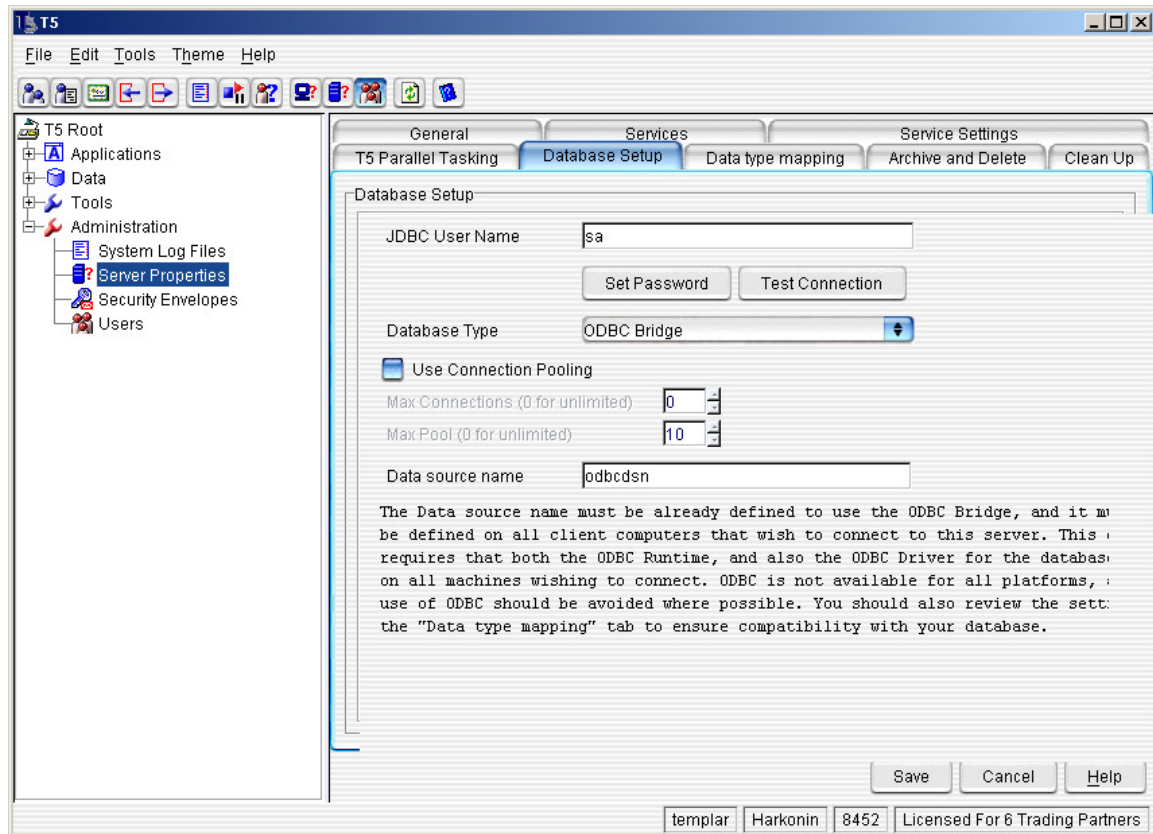 T5
File Edit Tools Theme Help
T5 Root
Applications
Data
Tools
Administration
System Log Files
Server Properties
Security Envelopes
Users
General Services Service Settings
T5 Parallel Tasking Database Setup Data type mapping Archive and Delete Clean Up
Database Setup
JDBC User Name sa
Set Password Test Connection
Database Type ODBC Bridge
Use Connection Pooling
Max Connections (0 for unlimited) 0
Max Pool (0 for unlimited) 10
Data source name odbcdsn
The Data source name must be already defined to use the ODBC Bridge, and it
be defined on all client computers that wish to connect to this server. This
requires that both the ODBC Runtime, and also the ODBC Driver for the
on all machines wishing to connect. ODBC is not available for all platforms,
use of ODBC should be avoided where possible. You should also review the
the "Data type mapping" tab to ensure compatibility with your database.
Save Cancel Help
templar Harkonin 8452 Licensed For 6 Trading Partners